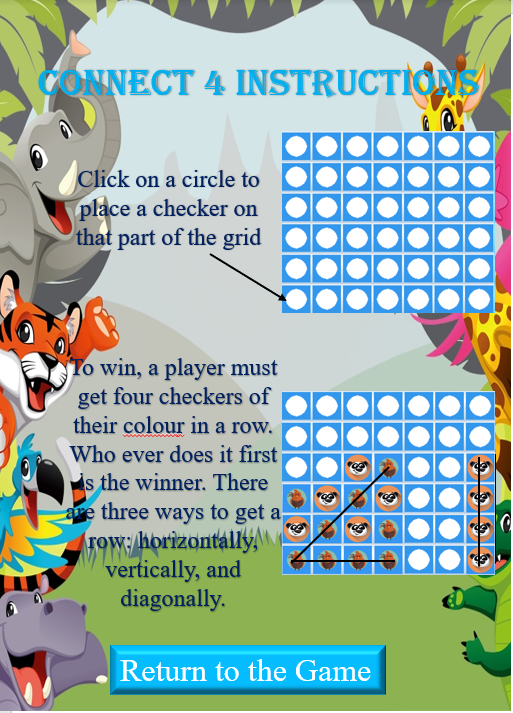 CONNECT 4 INSTRUCTIONS
Click on a circle to
place a checker on
that part of the grid
To win, a player must
get four checkers of
their colour in a row.
Who ever does it first
is the winner. There
are three ways to get a
row: horizontally,
vertically, and
diagonally.
Return to the Game